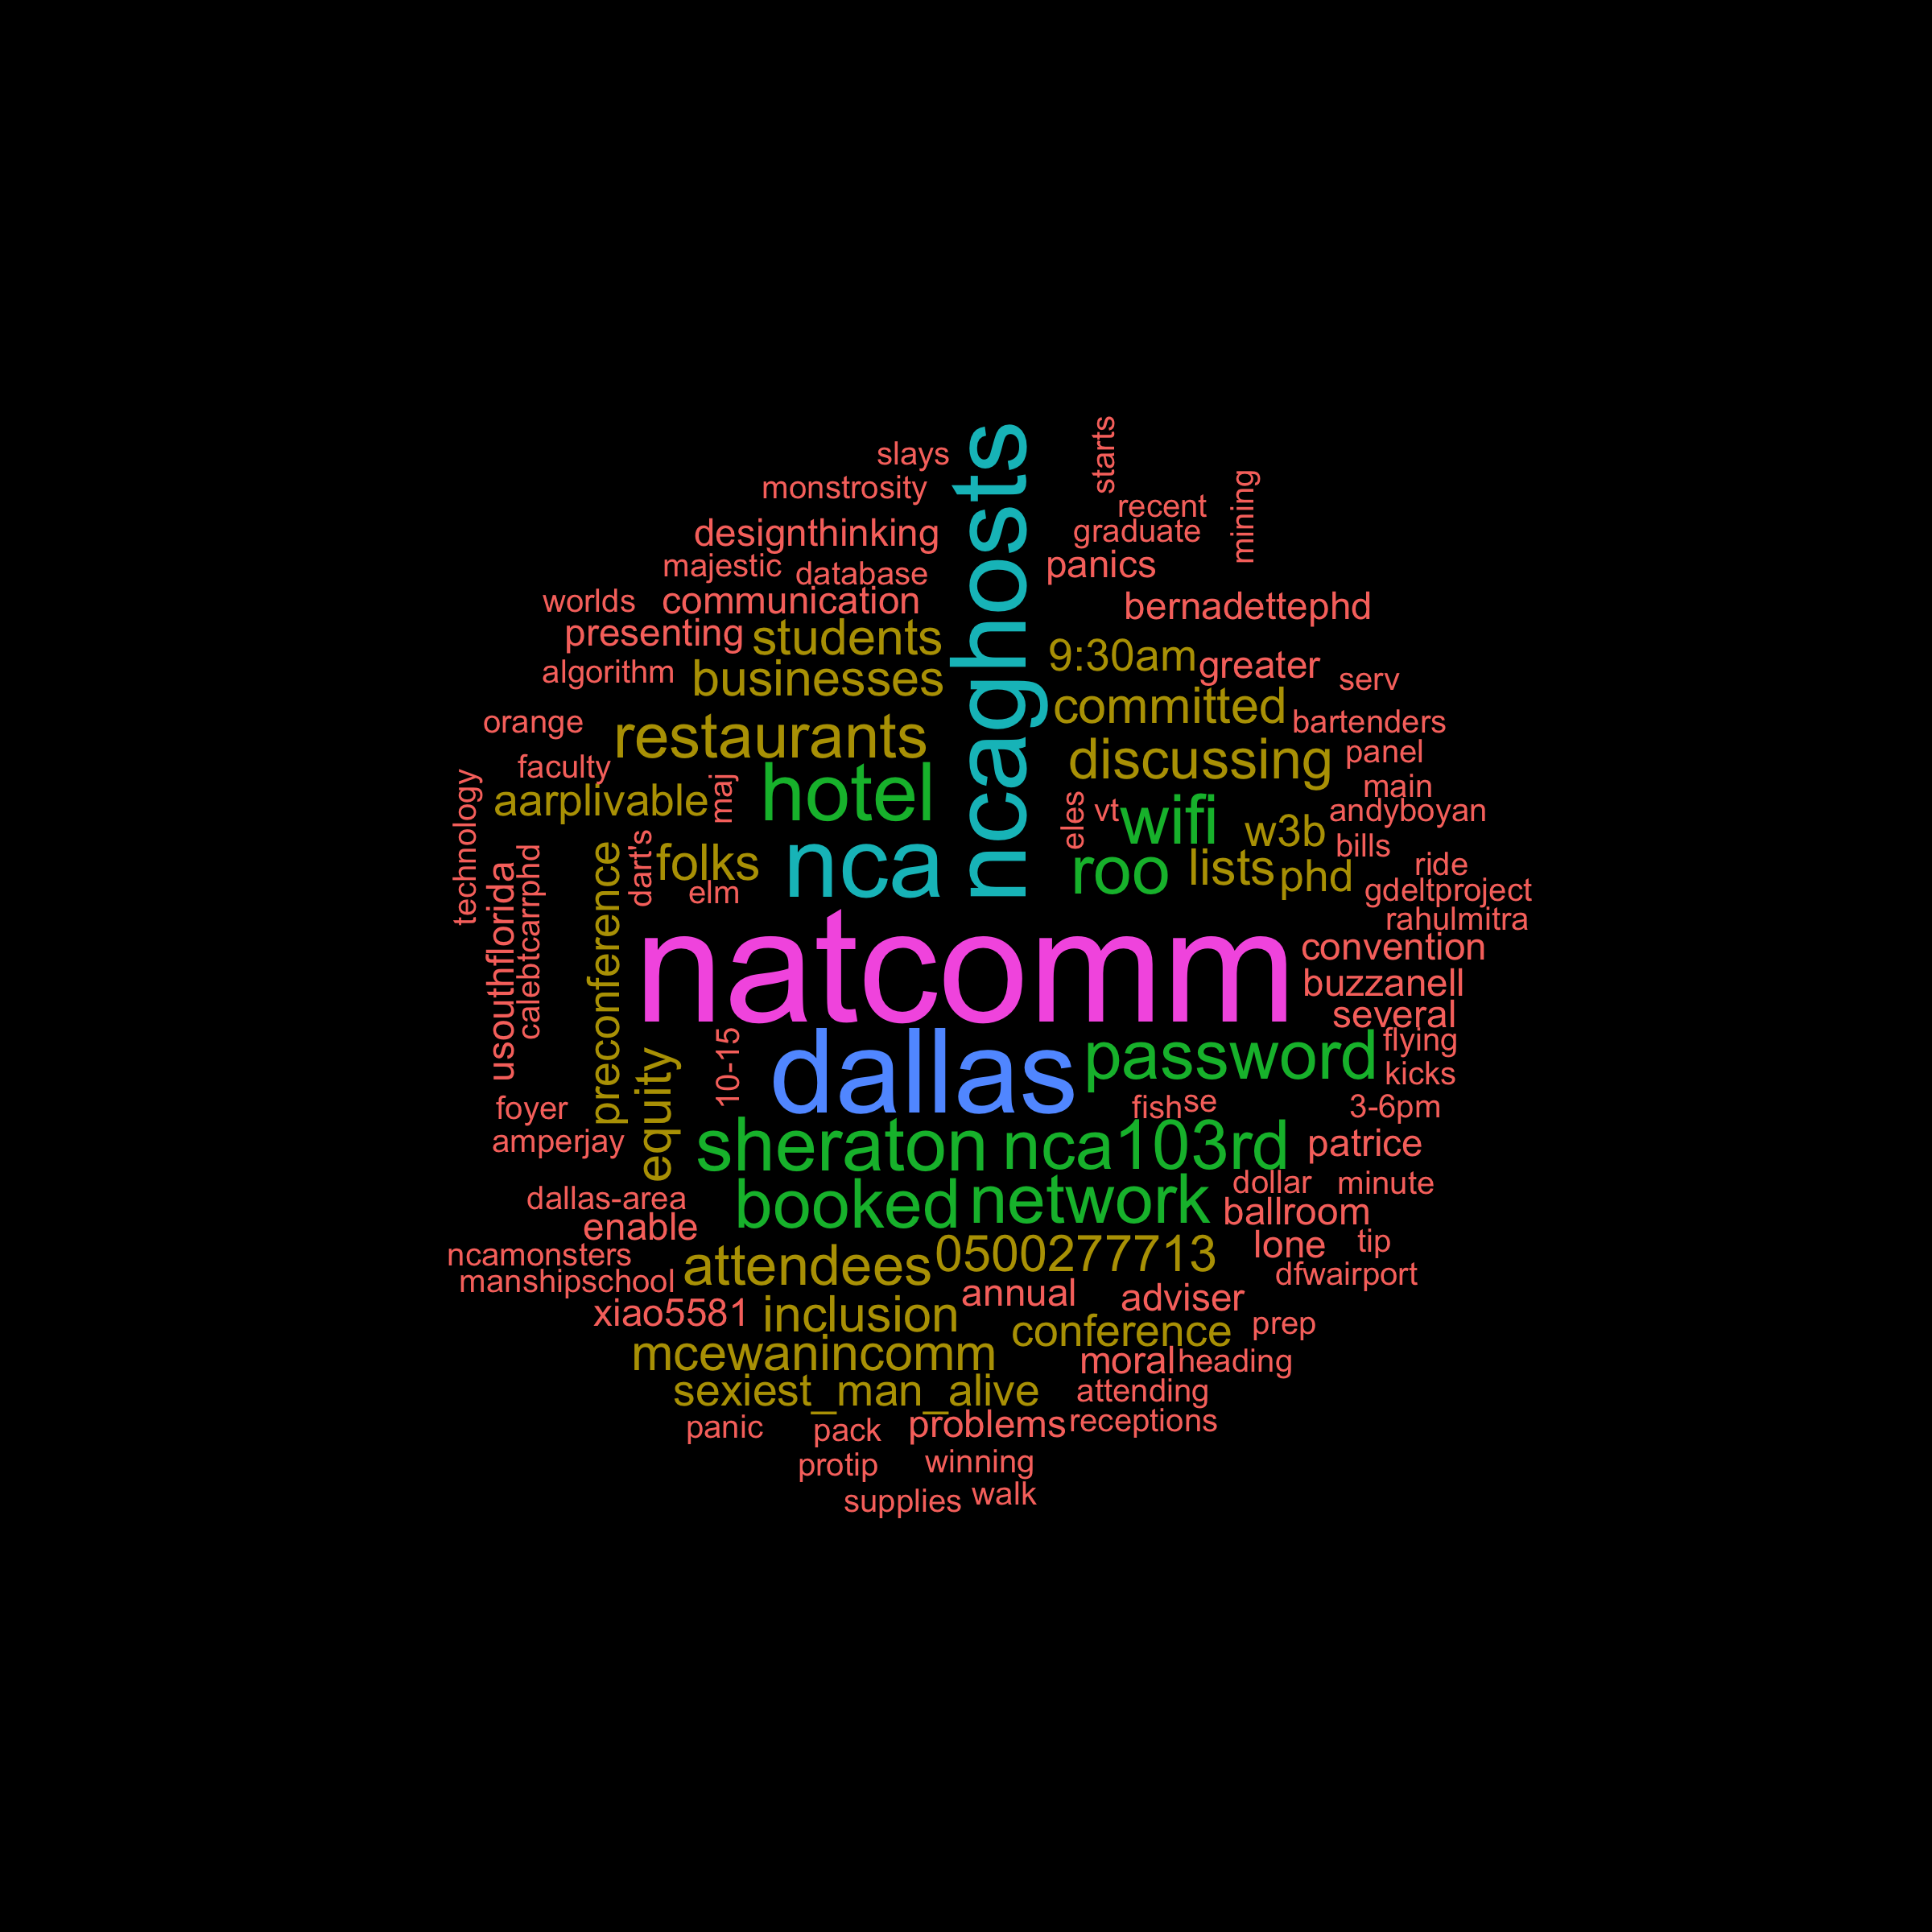 starts
slays
ncaghosts
monstrosity
recent
mining
designthinking
graduate
majestic
database
panics
worlds
communication
bernadettephd
presenting
students
9:30am
greater
algorithm
businesses
serv
committed
orange
restaurants
bartenders
discussing
panel
faculty
hotel
main
technology
aarplivable
maj
eles
vt
wifi
w3b
andyboyan
bills
usouthflorida
calebtcarrphd
preconference
dart's
folks
nca
roo
lists
phd
ride
elm
gdeltproject
rahulmitra
natcomm
convention
buzzanell
several
10-15
dallas
password
flying
kicks
equity
foyer
fish
se
3-6pm
amperjay
sheraton
nca103rd
patrice
dallas-area
booked
network
dollar
minute
enable
ballroom
ncamonsters
attendees
0500277713
lone
tip
manshipschool
dfwairport
xiao5581
inclusion
annual
adviser
conference
prep
mcewanincomm
moral
heading
sexiest_man_alive
attending
panic
pack
problems
receptions
protip
winning
supplies
walk